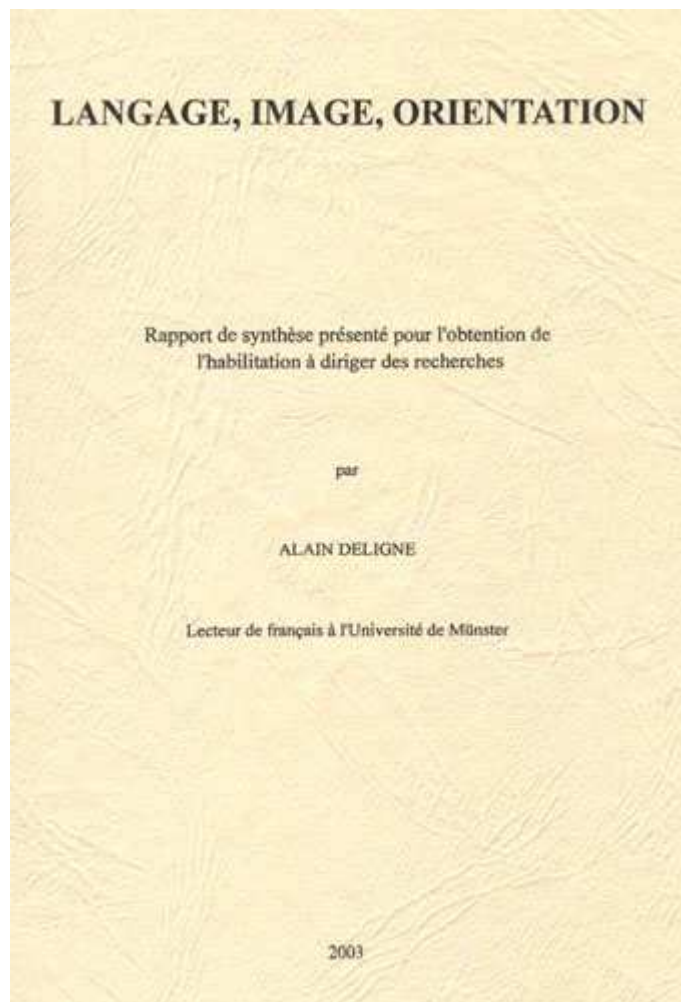 LANGAGE, IMAGE, ORIENTATION
Rapport de synthèse présenté pour l'obtention de
l'habilitation à diriger des recherches
par
ALAIN DELIGNE
Lecteur de français à l'Université de Münster
2003